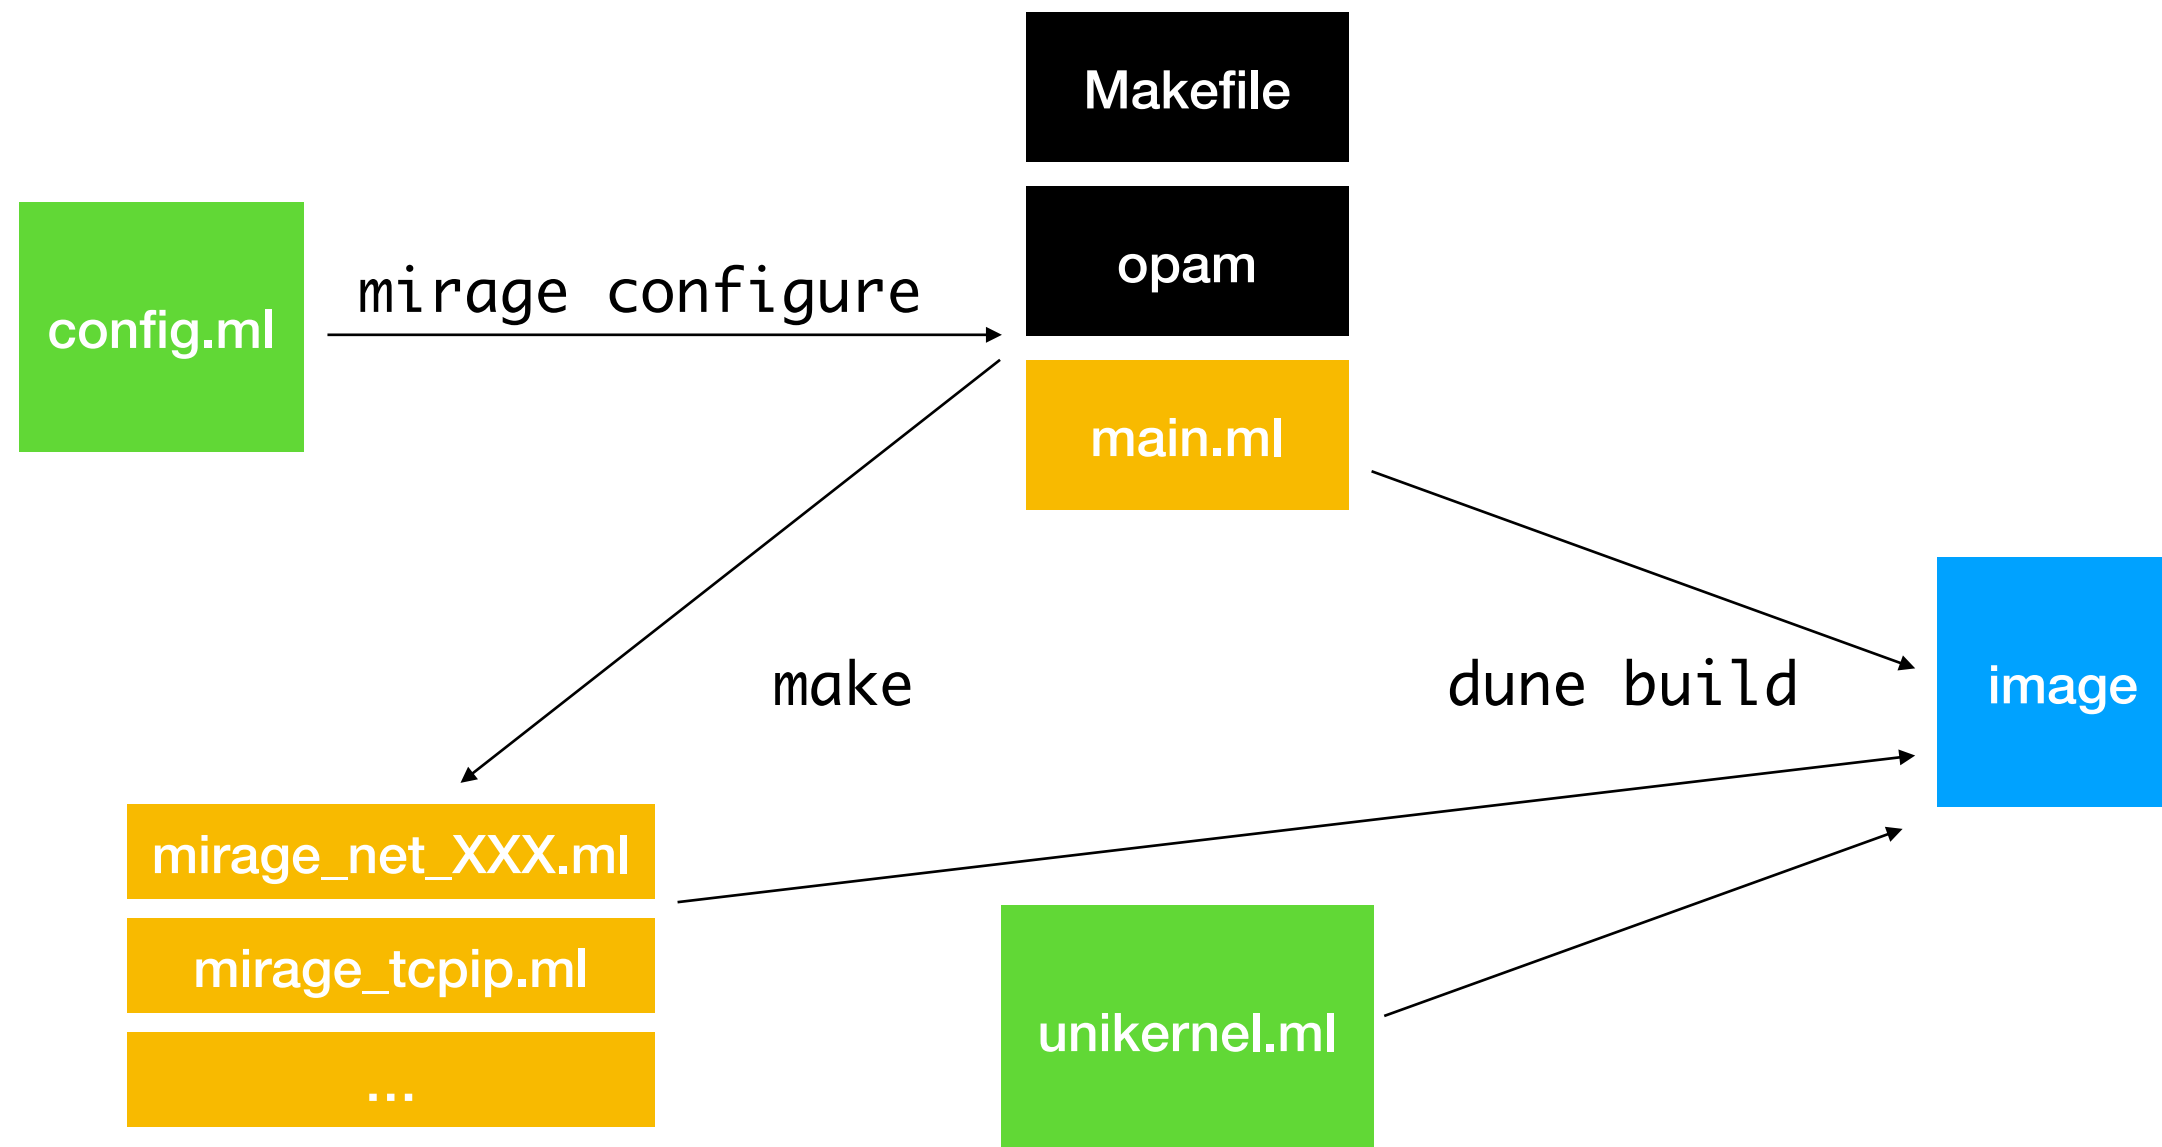 Makefile
opam
config.ml
mirage configure
main.ml
make
dune build
image
mirage_net_XXX.ml
mirage_tcpip.ml
...
unikernel.ml